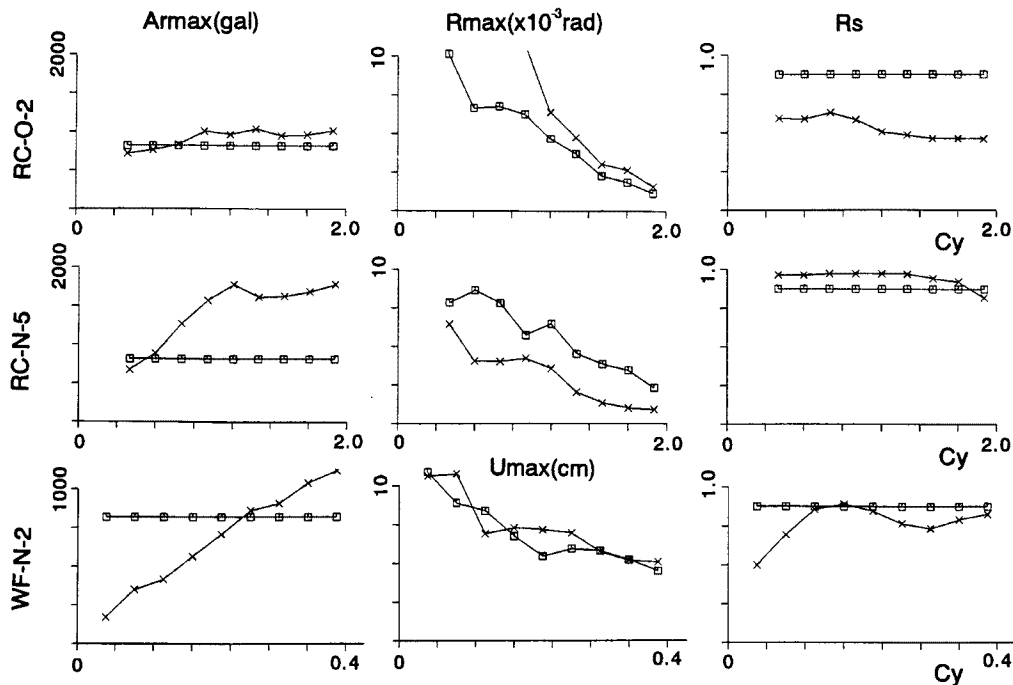 Armax(gal) Rmax(x10⁻³rad) Rs
RC-O-2 2000 10 1.0
0 2.0 0 2.0 0 Cy 2.0
RC-N-5 2000 10 1.0
0 2.0 0 2.0 0 Cy 2.0
Umax(cm)
WF-N-2 1000 10 1.0
0 0.4 0 0.4 0 Cy 0.4